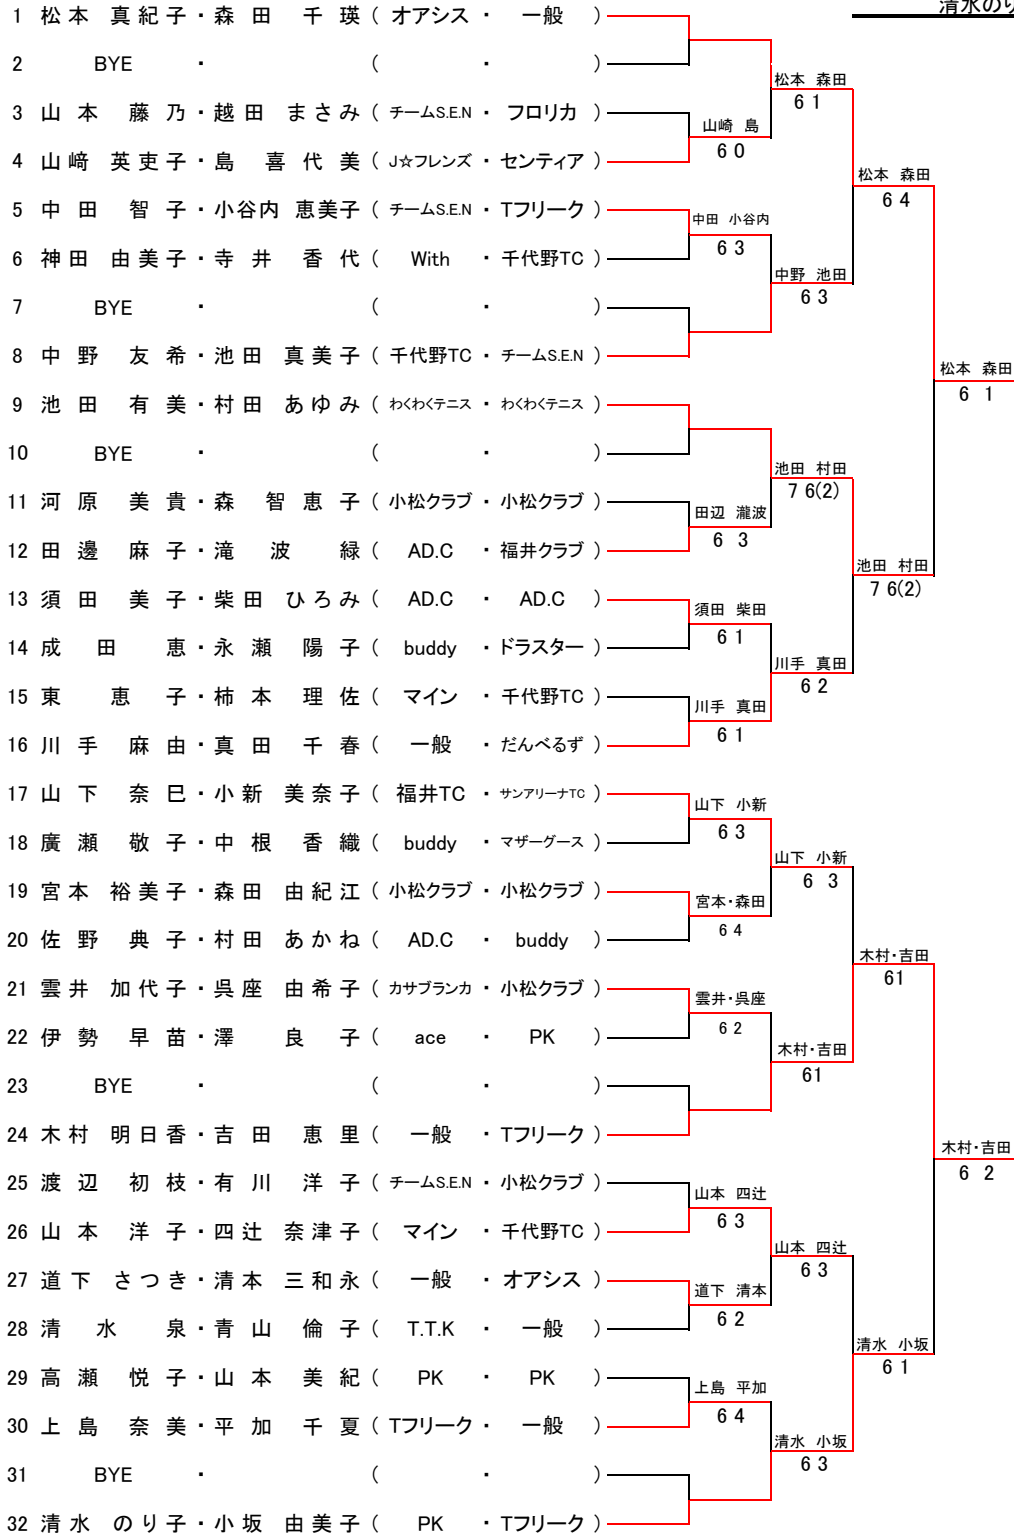 清水のり
1 松本 真紀子・森田 千瑛 ( オアシス ・ 一般 )
2 BYE ・ ( ・ )
松本 森田
6 1
3 山本 藤乃・越田 まさみ ( チームS.E.N ・ フロリカ )
山崎 島
6 0
4 山﨑 英吏子・島 喜代美 ( J☆フレンズ ・ センティア )
松本 森田
6 4
5 中田 智子・小谷内 恵美子 ( チームS.E.N ・ Tフリーク )
中田 小谷内
6 3
6 神田 由美子・寺井 香代 ( With ・ 千代野TC )
中野 池田
6 3
7 BYE ・ ( ・ )
8 中野 友希・池田 真美子 ( 千代野TC ・ チームS.E.N )
松本 森田
6 1
9 池田 有美・村田 あゆみ ( わくわくテニス ・ わくわくテニス )
10 BYE ・ ( ・ )
池田 村田
7 6(2)
11 河原 美貴・森 智恵子 ( 小松クラブ ・ 小松クラブ )
田辺 瀧波
6 3
12 田邊 麻子・滝波 緑 ( AD.C ・ 福井クラブ )
池田 村田
7 6(2)
13 須田 美子・柴田 ひろみ ( AD.C ・ AD.C )
須田 柴田
6 1
14 成田 恵・永瀬 陽子 ( buddy ・ ドラスター )
川手 真田
6 2
15 東 恵子・柿本 理佐 ( マイン ・ 千代野TC )
川手 真田
6 1
16 川手 麻由・真田 千春 ( 一般 ・ だんべるず )
17 山下 奈巳・小新 美奈子 ( 福井TC ・ サンアリーナTC )
山下 小新
6 3
18 廣瀬 敬子・中根 香織 ( buddy ・ マザーグース )
山下 小新
6 3
19 宮本 裕美子・森田 由紀江 ( 小松クラブ ・ 小松クラブ )
宮本・森田
6 4
20 佐野 典子・村田 あかね ( AD.C ・ buddy )
木村・吉田
61
21 雲井 加代子・呉座 由希子 ( カサブランカ ・ 小松クラブ )
雲井・呉座
6 2
22 伊勢 早苗・澤 良子 ( ace ・ PK )
木村・吉田
61
23 BYE ・ ( ・ )
24 木村 明日香・吉田 恵里 ( 一般 ・ Tフリーク )
木村・吉田
6 2
25 渡辺 初枝・有川 洋子 ( チームS.E.N ・ 小松クラブ )
山本 四辻
6 3
26 山本 洋子・四辻 奈津子 ( マイン ・ 千代野TC )
山本 四辻
6 3
27 道下 さつき・清本 三和永 ( 一般 ・ オアシス )
道下 清本
6 2
28 清水 泉・青山 倫子 ( T.T.K ・ 一般 )
清水 小坂
6 1
29 高瀬 悦子・山本 美紀 ( PK ・ PK )
上島 平加
6 4
30 上島 奈美・平加 千夏 ( Tフリーク ・ 一般 )
清水 小坂
6 3
31 BYE ・ ( ・ )
32 清水 のり子・小坂 由美子 ( PK ・ Tフリーク )